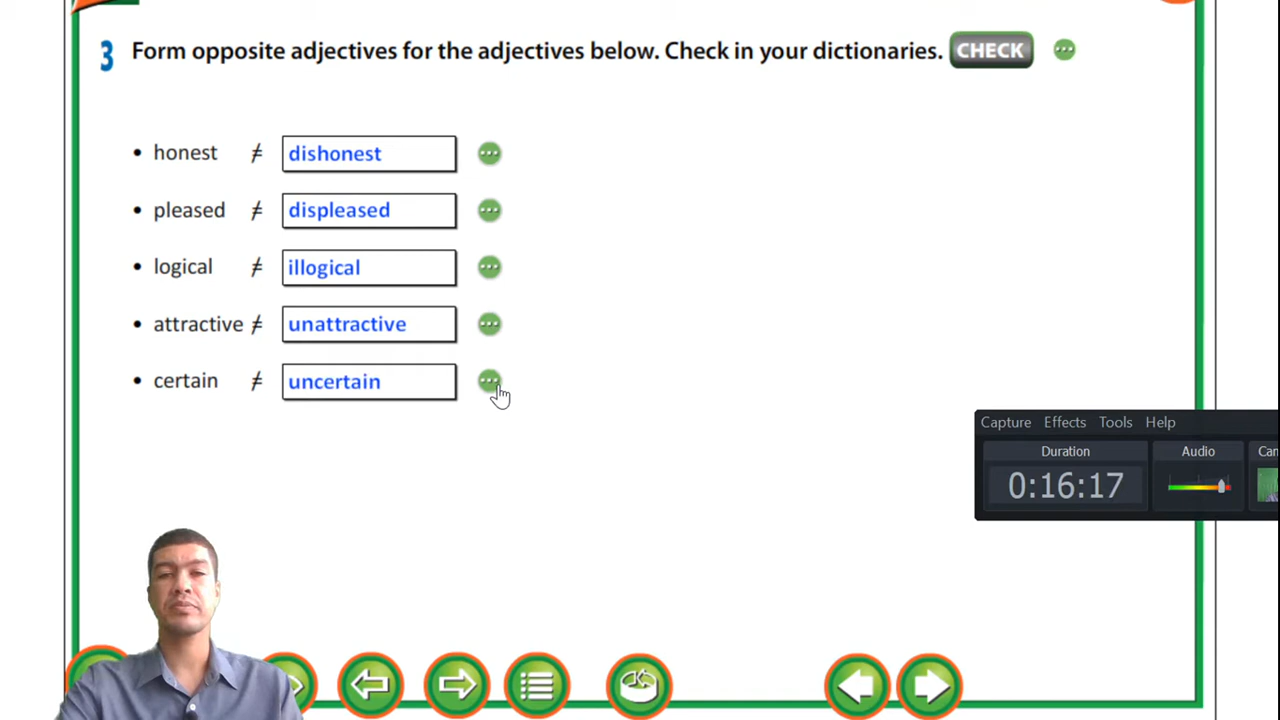 3 Form opposite adjectives for the adjectives below. Check in your dictionaries. CHECK
• honest ≠ dishonest
• pleased ≠ displeased
• logical ≠ illogical
• attractive ≠ unattractive
• certain ≠ uncertain
Capture Effects Tools Help
Duration Audio
0:16:17